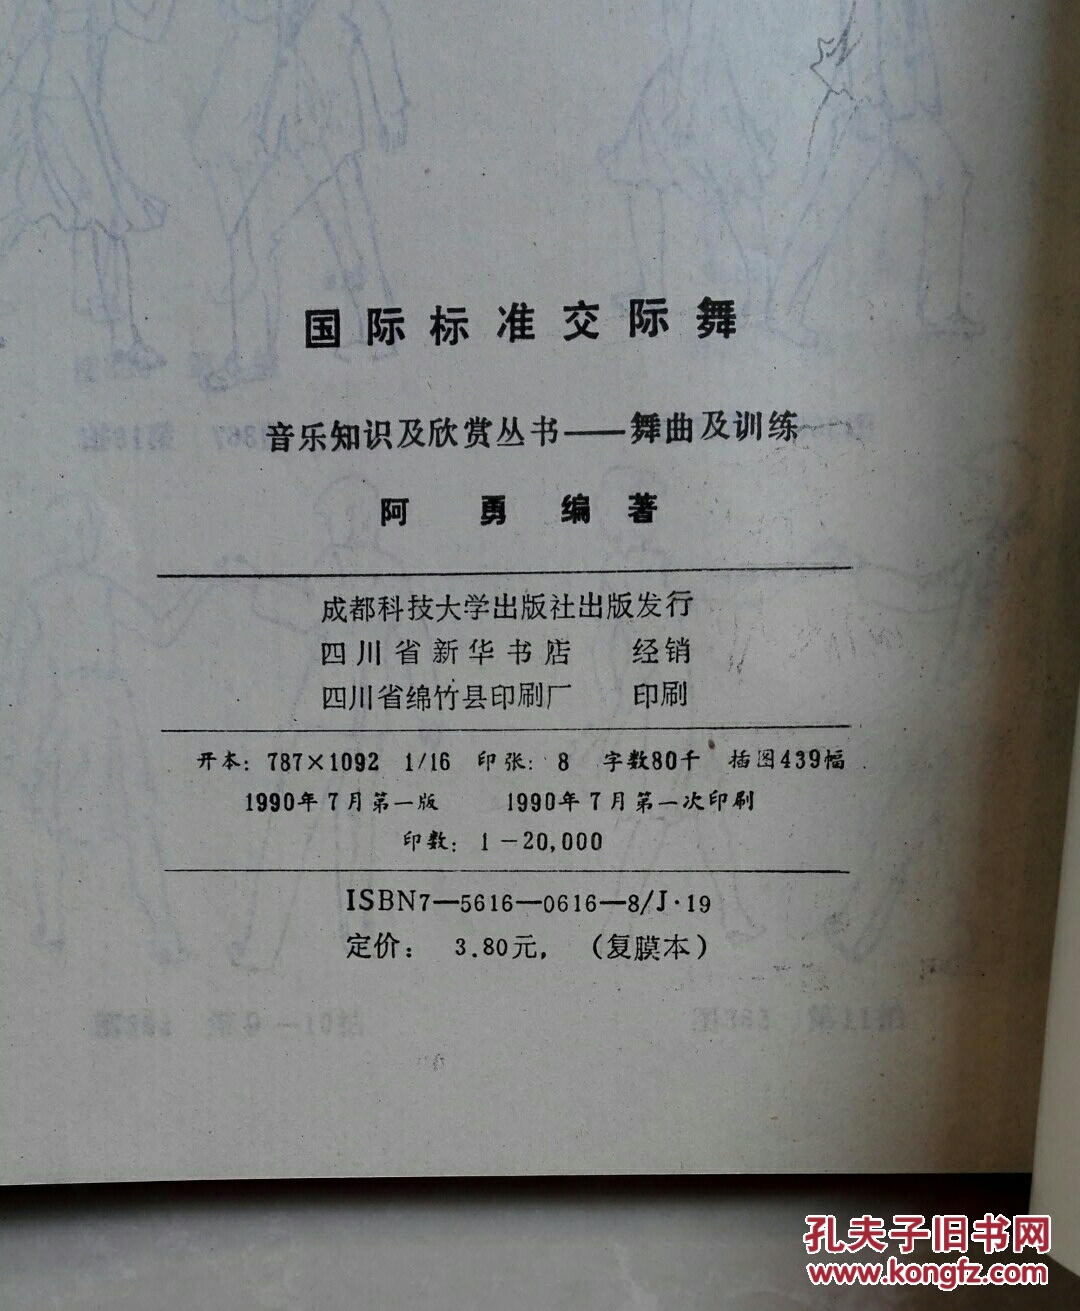 国际标准交际舞
音乐知识及欣赏丛书——舞曲及训练
阿 勇 编 著
成都科技大学出版社出版发行
四川省新华书店 经销
四川省绵竹县印刷厂 印刷
开本：787×1092 1/16 印张：8 字数80千 插图439幅
1990年7月第一版 1990年7月第一次印刷
印数：1－20,000
ISBN7—5616—0616—8/J·19
定价： 3.80元，（复膜本）
孔夫子旧书网
www.kongfz.com